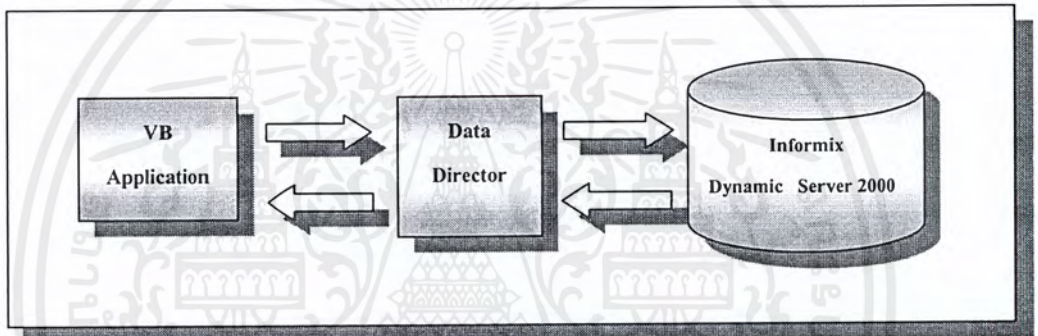 VB
Application
Data
Director
Informix
Dynamic Server 2000